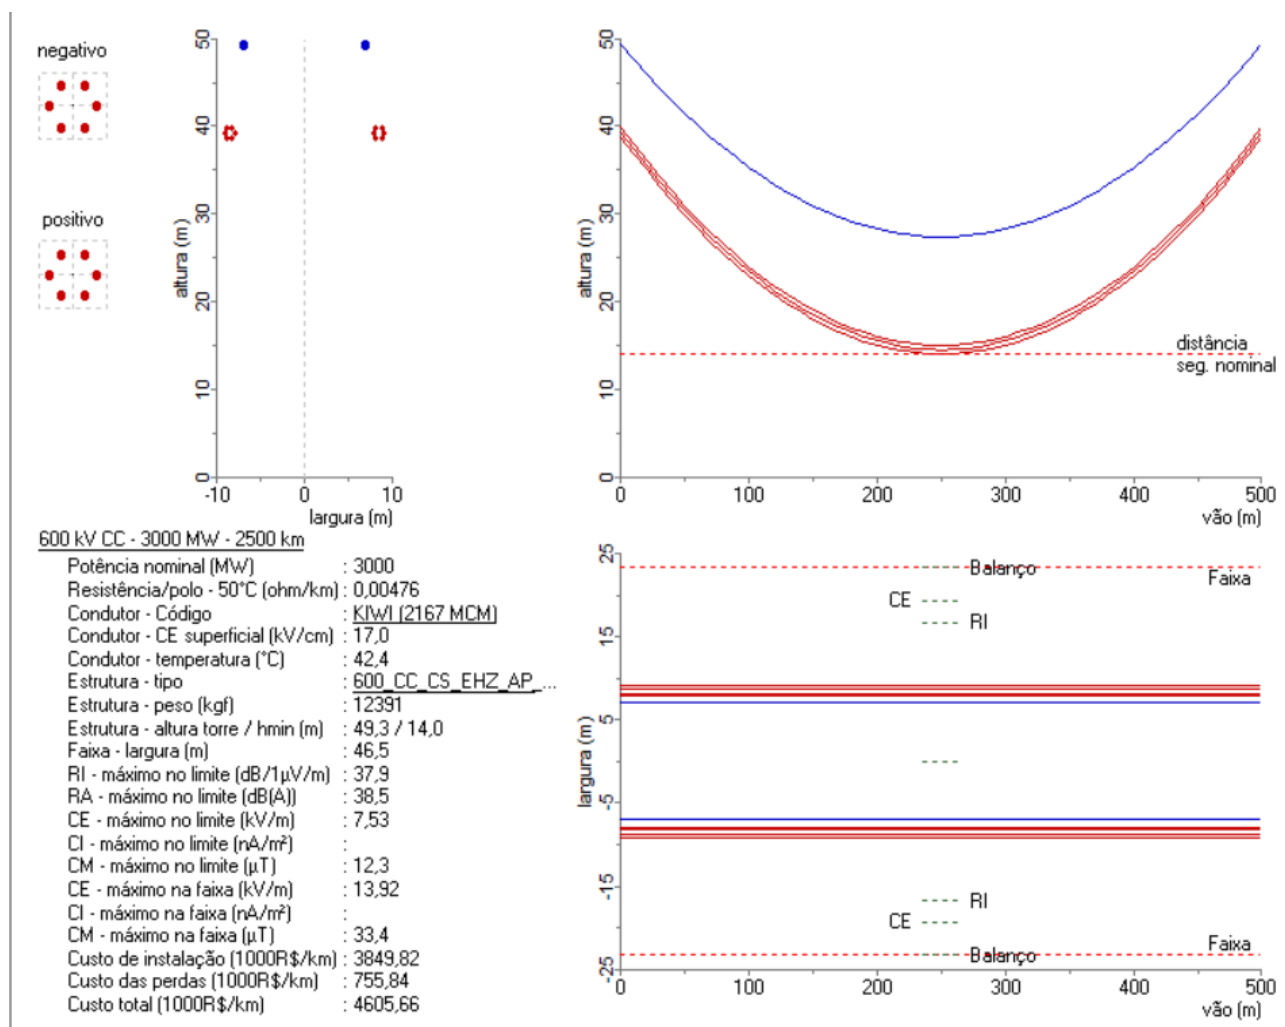 negativo
positivo
altura (m)
50
40
30
20
10
0
-10
0
10
largura (m)
altura (m)
50
40
30
20
10
0
distância
seg. nominal
0
100
200
300
400
500
vão (m)
600 kV CC - 3000 MW - 2500 km
Potência nominal (MW) : 3000
Resistência/polo - 50°C (ohm/km) : 0,00476
Condutor - Código : KIWI (2167 MCM)
Condutor - CE superficial (kV/cm) : 17,0
Condutor - temperatura (°C) : 42,4
Estrutura - tipo : 600_CC_CS_EHZ_AP_...
Estrutura - peso (kgf) : 12391
Estrutura - altura torre / hmin (m) : 49,3 / 14,0
Faixa - largura (m) : 46,5
RI - máximo no limite (dB/1µV/m) : 37,9
RA - máximo no limite (dB(A)) : 38,5
CE - máximo no limite (kV/m) : 7,53
CI - máximo no limite (nA/m²) :
CM - máximo no limite (µT) : 12,3
CE - máximo na faixa (kV/m) : 13,92
CI - máximo na faixa (nA/m²) :
CM - máximo na faixa (µT) : 33,4
Custo de instalação (1000R$/km) : 3849,82
Custo das perdas (1000R$/km) : 755,84
Custo total (1000R$/km) : 4605,66
largura (m)
25
15
5
-5
-15
-25
Balanço
Faixa
CE
RI
RI
CE
Faixa
Balanço
0
100
200
300
400
500
vão (m)